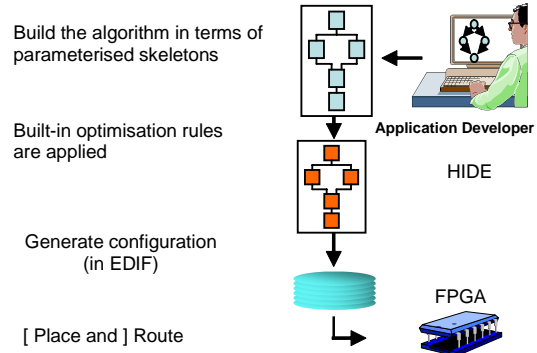 Build the algorithm in terms of
parameterised skeletons
Application Developer
Built-in optimisation rules
are applied
HIDE
Generate configuration
(in EDIF)
FPGA
[ Place and ] Route